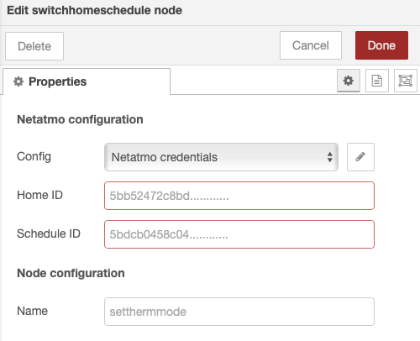 Edit switchhomeschedule node
Delete
Cancel
Done
Properties
Netatmo configuration
Config
Netatmo credentials
Home ID
5bb52472c8bd............
Schedule ID
5bdcb0458c04............
Node configuration
Name
setthermmode